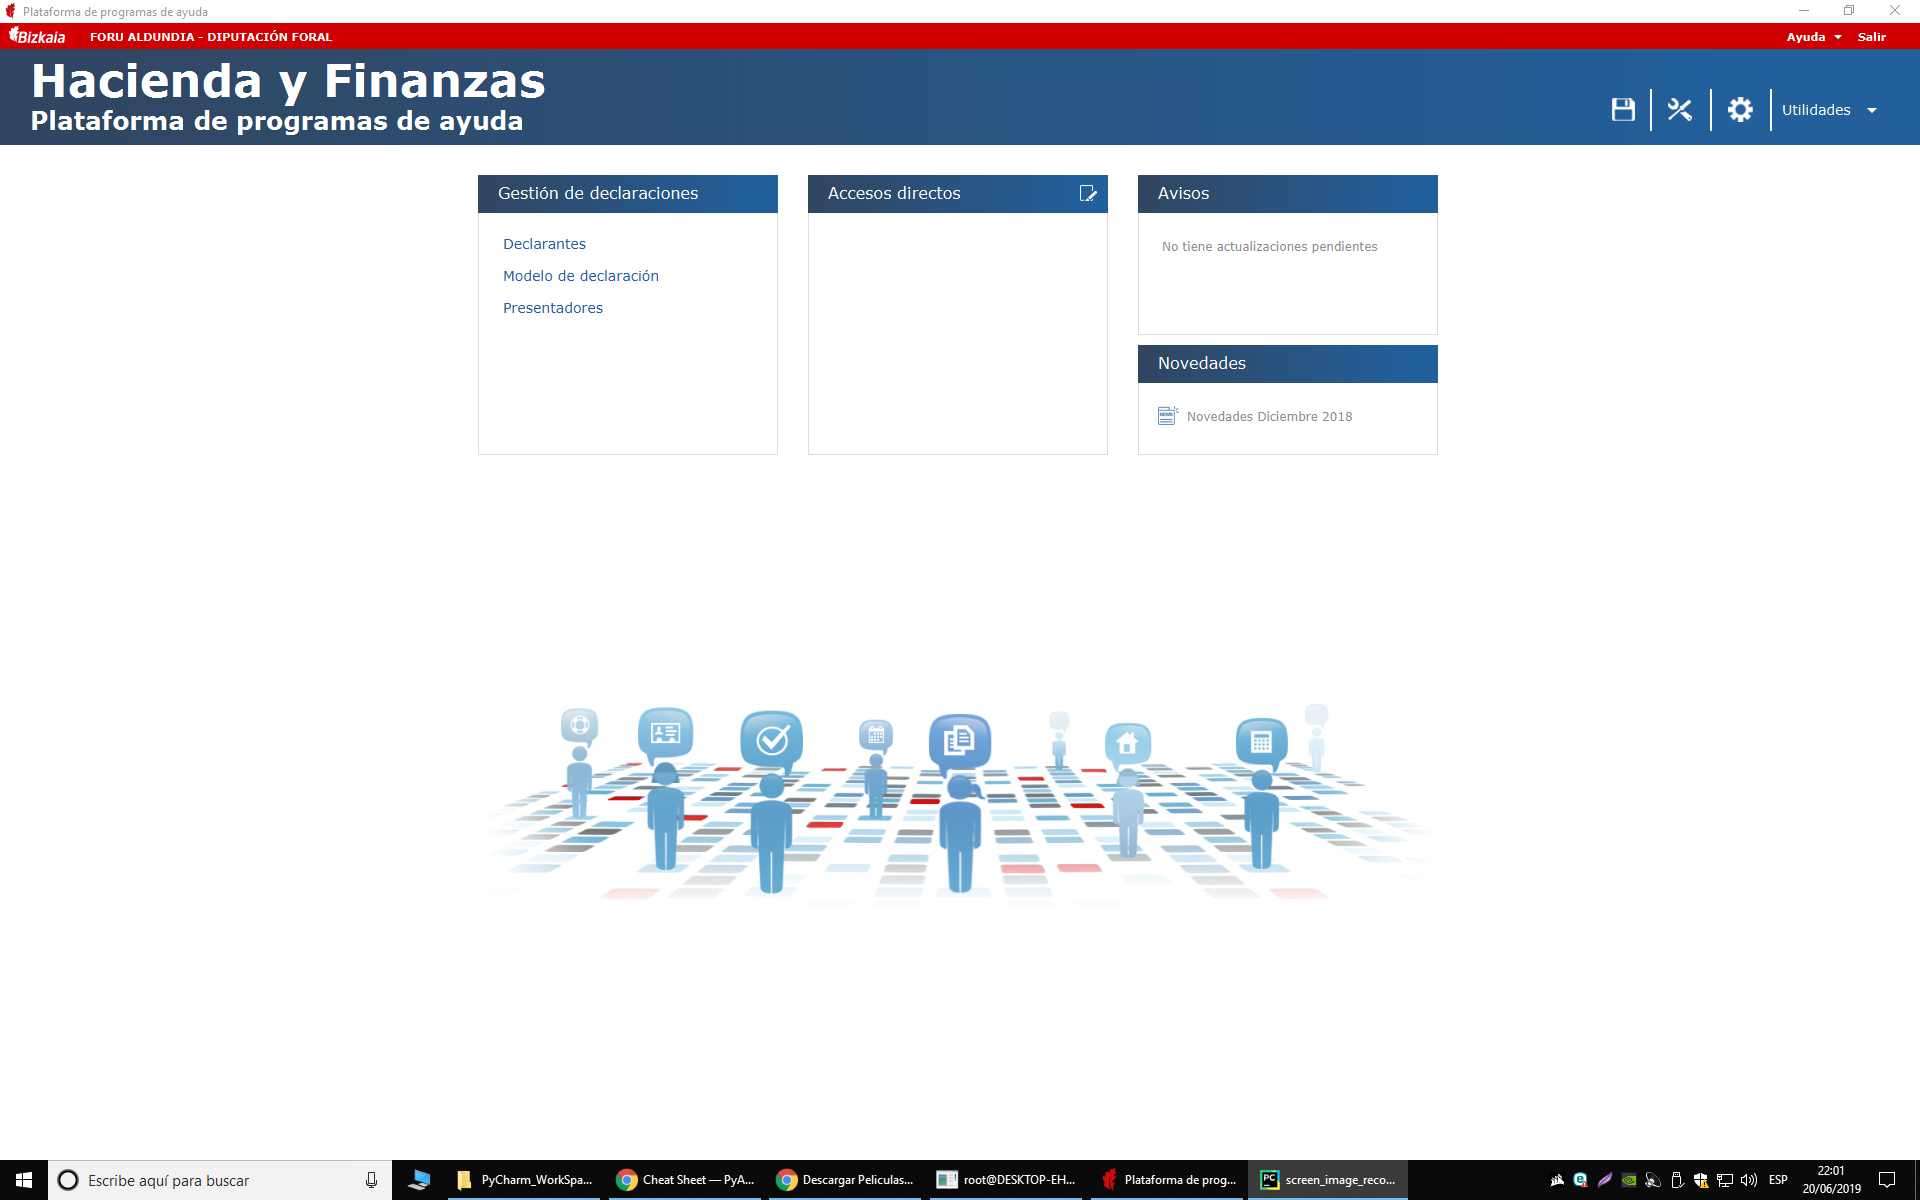 Plataforma de programas de ayuda
Bizkaia
FORU ALDUNDIA - DIPUTACIÓN FORAL
Ayuda
Salir
Hacienda y Finanzas
Plataforma de programas de ayuda
Utilidades
Gestión de declaraciones
Declarantes
Modelo de declaración
Presentadores
Accesos directos
Avisos
No tiene actualizaciones pendientes
Novedades
NEWS
Novedades Diciembre 2018
Escribe aquí para buscar
PyCharm_WorkSpa...
Cheat Sheet — PyA...
Descargar Peliculas...
root@DESKTOP-EH...
Plataforma de prog...
PC
screen_image_reco...
ESP
22:01
20/06/2019